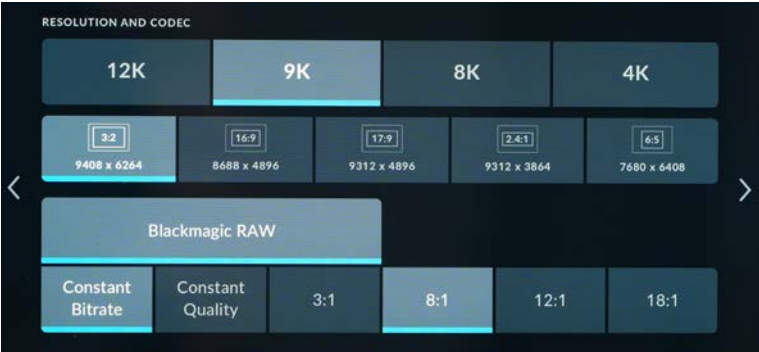 RESOLUTION AND CODEC
12K 9K 8K 4K
3:2 16:9 17:9 2.4:1 6:5
9408 x 6264 8688 x 4896 9312 x 4896 9312 x 3864 7680 x 6408
Blackmagic RAW
Constant Constant 3:1 8:1 12:1 18:1
Bitrate Quality